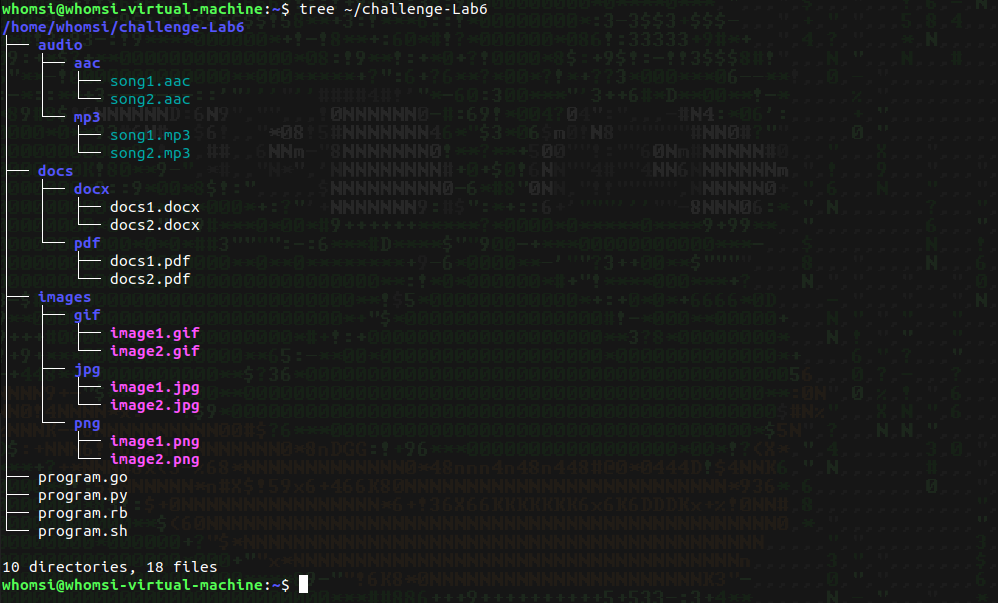 whomsi@whomsi-virtual-machine:~$ tree ~/challenge-Lab6
/home/whomsi/challenge-Lab6
├── audio
│   ├── aac
│   │   ├── song1.aac
│   │   └── song2.aac
│   └── mp3
│       ├── song1.mp3
│       └── song2.mp3
├── docs
│   ├── docx
│   │   ├── docs1.docx
│   │   └── docs2.docx
│   └── pdf
│       ├── docs1.pdf
│       └── docs2.pdf
├── images
│   ├── gif
│   │   ├── image1.gif
│   │   └── image2.gif
│   ├── jpg
│   │   ├── image1.jpg
│   │   └── image2.jpg
│   └── png
│       ├── image1.png
│       └── image2.png
├── program.go
├── program.py
├── program.rb
└── program.sh
10 directories, 18 files
whomsi@whomsi-virtual-machine:~$